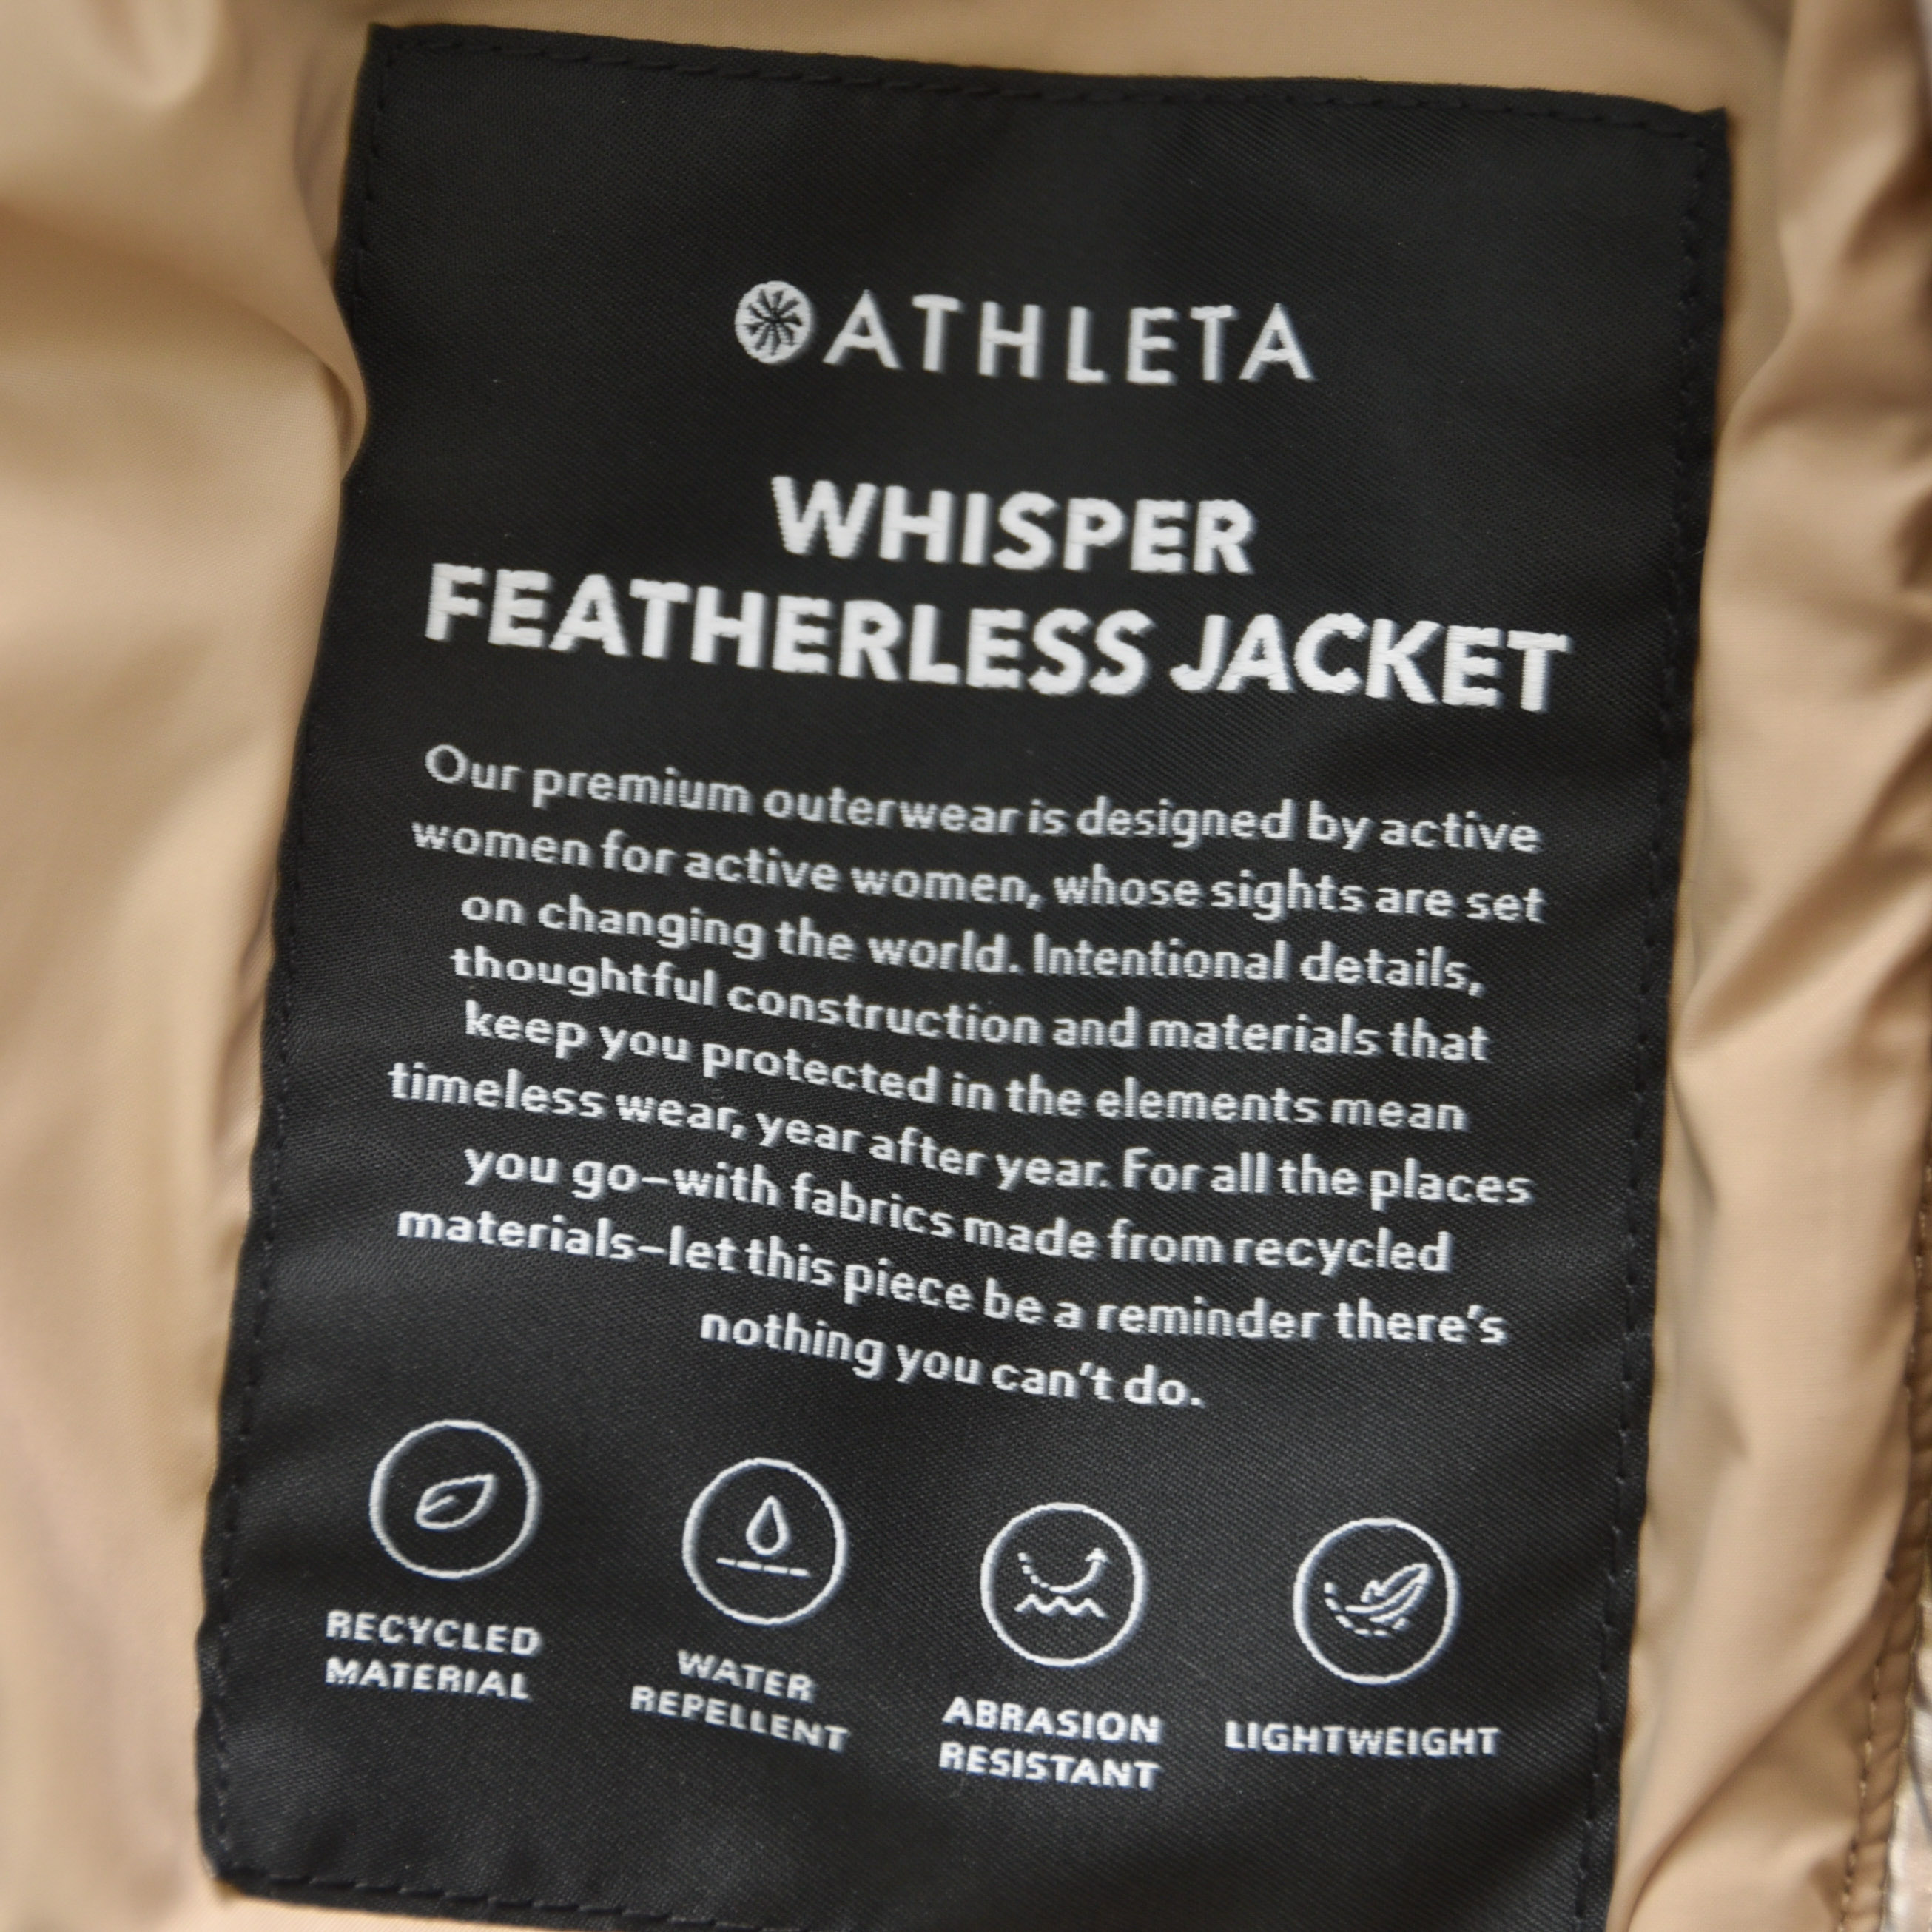 ATHLETA
WHISPER
FEATHERLESS JACKET
Our premium outerwear is designed by active
women for active women, whose sights are set
on changing the world. Intentional details,
thoughtful construction and materials that
keep you protected in the elements mean
timeless wear, year after year. For all the places
you go–with fabrics made from recycled
materials–let this piece be a reminder there's
nothing you can't do.
RECYCLED
MATERIAL
WATER
REPELLENT
ABRASION
RESISTANT
LIGHTWEIGHT